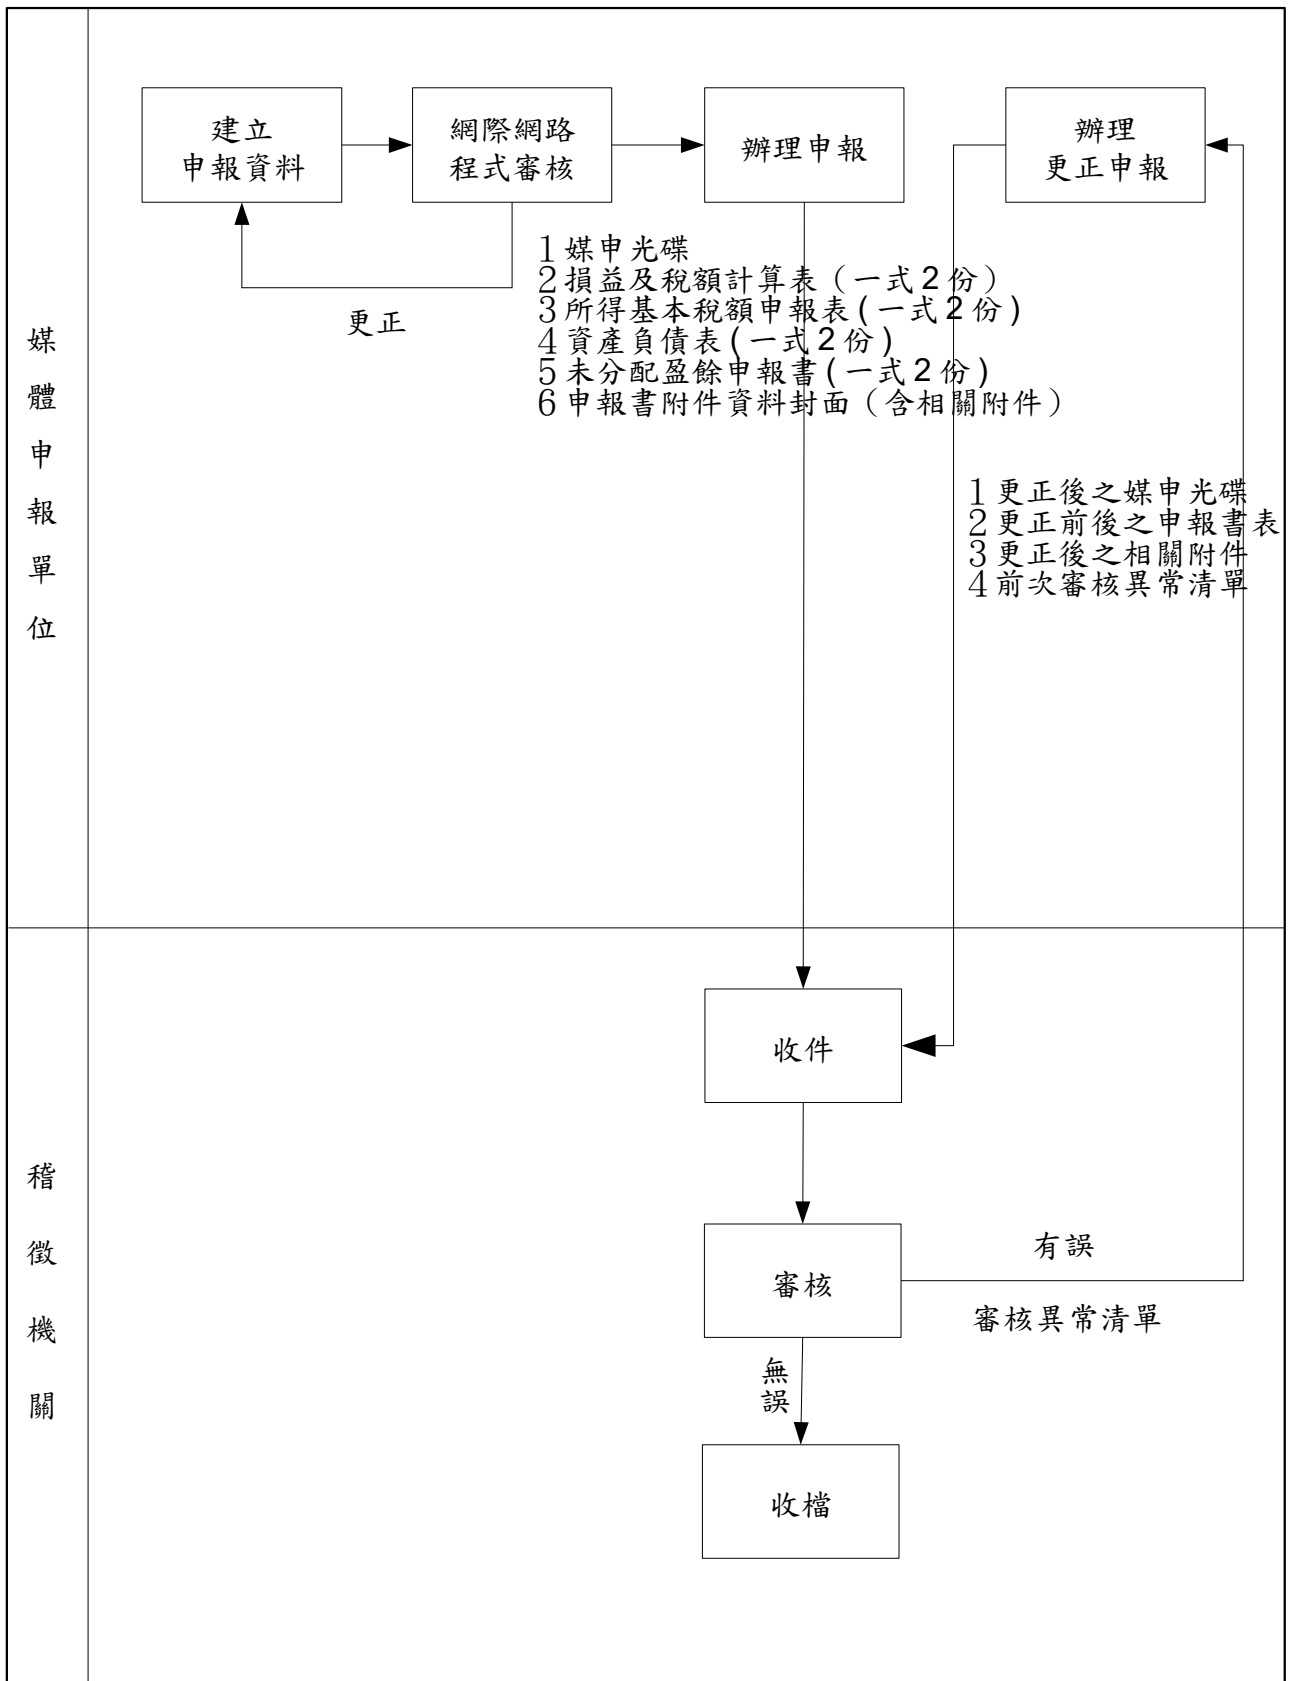 建立
申報資料
網際網路
程式審核
辦理申報
辦理
更正申報
更正
1媒申光碟
2損益及稅額計算表（一式2份）
3所得基本稅額申報表(一式2份)
4資產負債表(一式2份)
5未分配盈餘申報書(一式2份)
6申報書附件資料封面（含相關附件）
1更正後之媒申光碟
2更正前後之申報書表
3更正後之相關附件
4前次審核異常清單
媒體申報單位
收件
審核
有誤
審核異常清單
無誤
收檔
稽徵機關